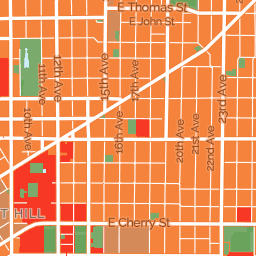 E Thomas St
E John St
11th Ave
12th Ave
15th Ave
17th Ave
10th Ave
16th Ave
20th Ave
21st Ave
22nd Ave
23rd Ave
T HILL
E Cherry St